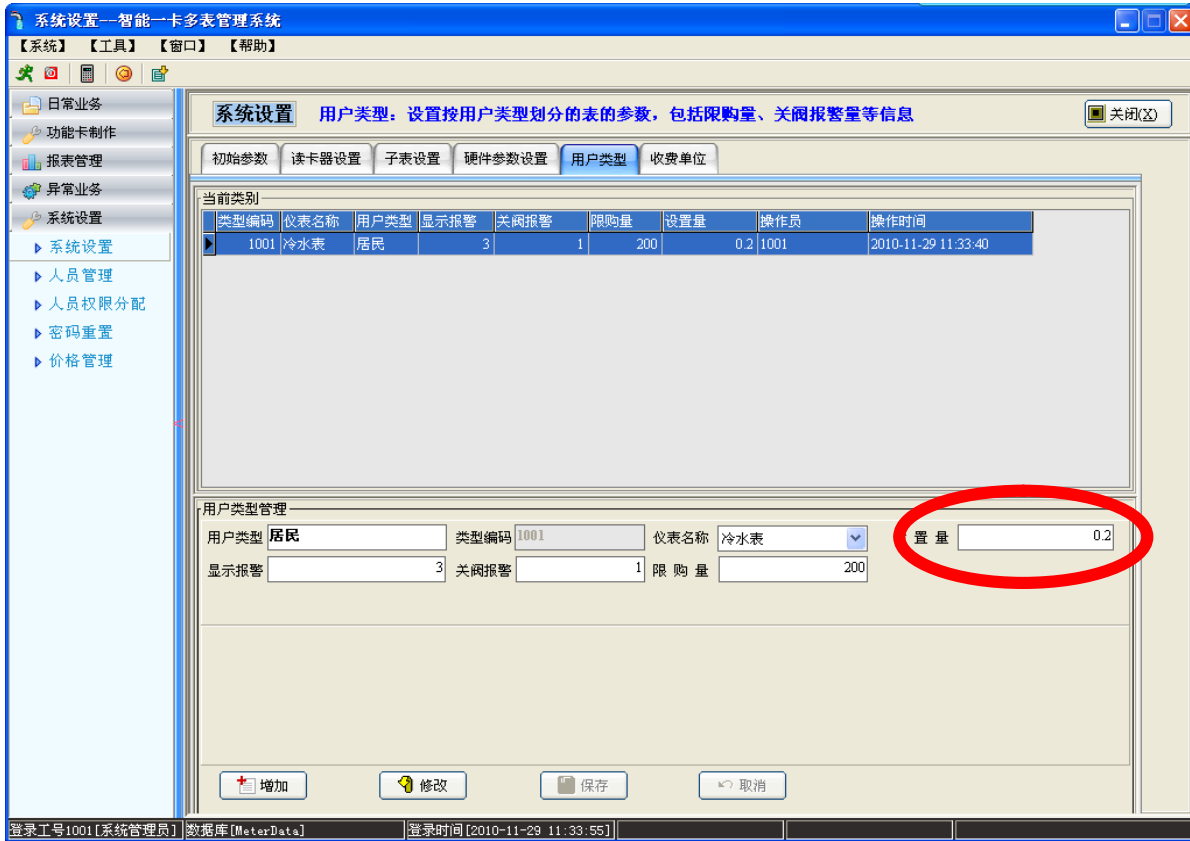 系统设置--智能一卡多表管理系统
【系统】 【工具】 【窗口】 【帮助】
日常业务
功能卡制作
报表管理
异常业务
系统设置
系统设置
人员管理
人员权限分配
密码重置
价格管理
系统设置 用户类型：设置按用户类型划分的表的参数，包括限购量、关阀报警量等信息 关闭(X)
初始参数 读卡器设置 子表设置 硬件参数设置 用户类型 收费单位
当前类别
类型编码 仪表名称 用户类型 显示报警 关阀报警 限购量 设置量 操作员 操作时间
1001 冷水表 居民 3 1 200 0.2 1001 2010-11-29 11:33:40
用户类型管理
用户类型 居民 类型编码 1001 仪表名称 冷水表 置 量 0.2
显示报警 3 关阀报警 1 限 购 量 200
增加 修改 保存 取消
登录工号1001[系统管理员] 数据库[MeterData] 登录时间[2010-11-29 11:33:55]